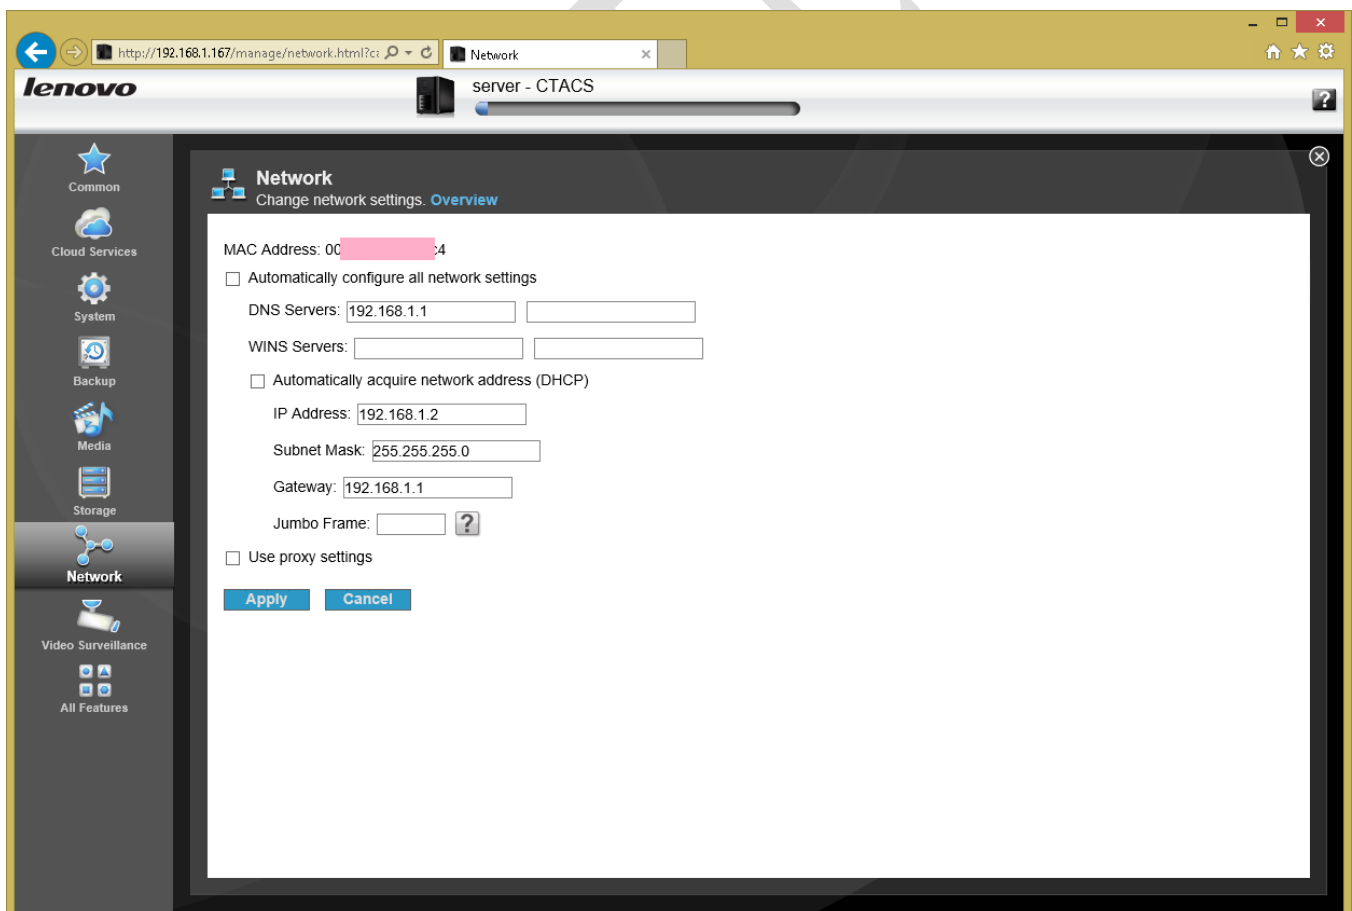 http://192.168.1.167/manage/network.html?c
Network
lenovo
server - CTACS
?
Common
Cloud Services
System
Backup
Media
Storage
Network
Video Surveillance
All Features
Network
Change network settings. Overview
MAC Address: 00 :4
Automatically configure all network settings
DNS Servers: 192.168.1.1
WINS Servers:
Automatically acquire network address (DHCP)
IP Address: 192.168.1.2
Subnet Mask: 255.255.255.0
Gateway: 192.168.1.1
Jumbo Frame: ?
Use proxy settings
Apply Cancel